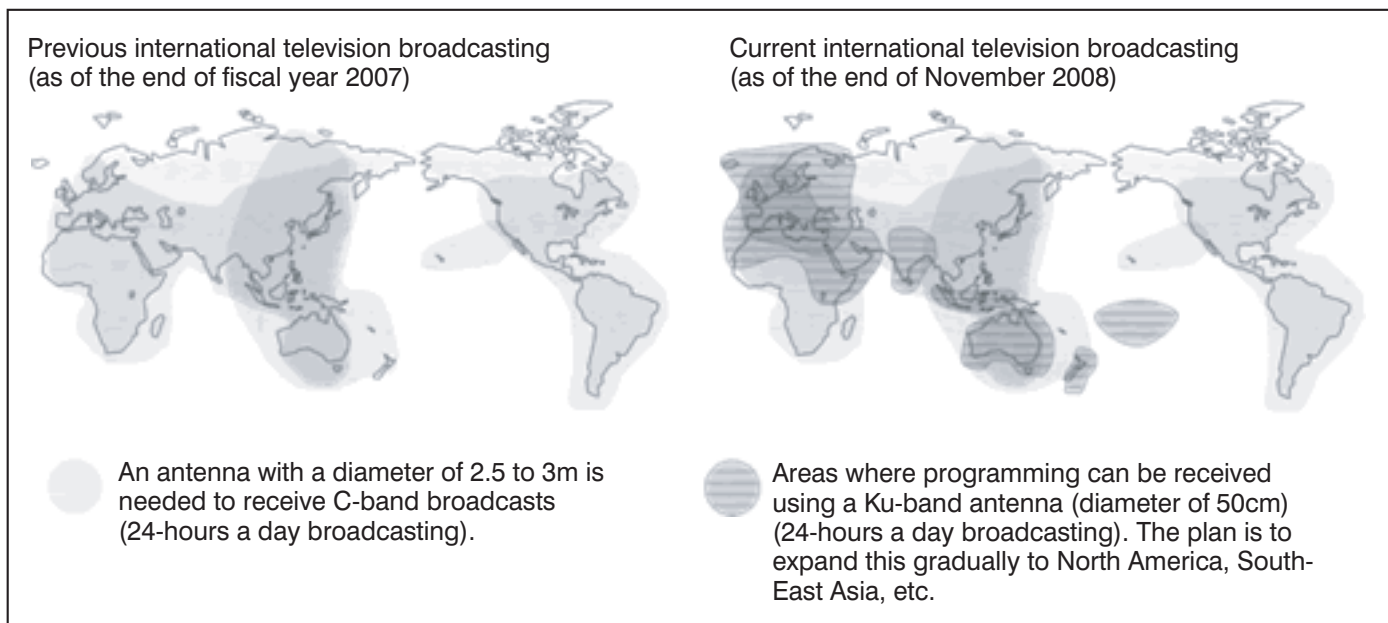 Previous international television broadcasting
(as of the end of fiscal year 2007)
Current international television broadcasting
(as of the end of November 2008)
An antenna with a diameter of 2.5 to 3m is
needed to receive C-band broadcasts
(24-hours a day broadcasting).
Areas where programming can be received
using a Ku-band antenna (diameter of 50cm)
(24-hours a day broadcasting). The plan is to
expand this gradually to North America, South-
East Asia, etc.